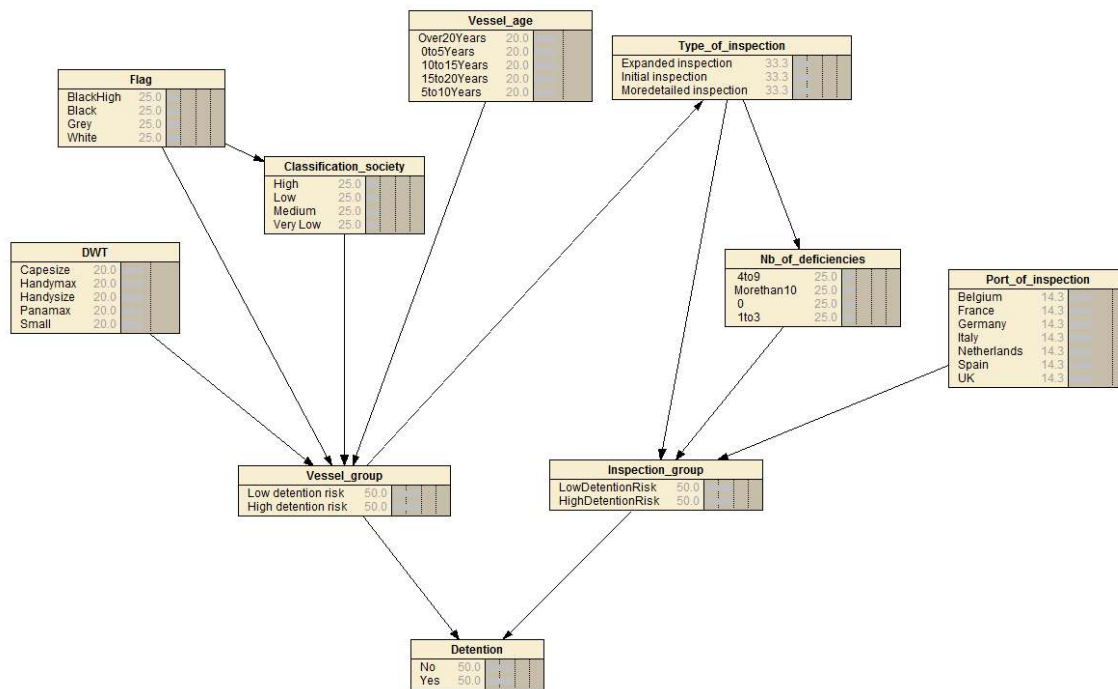 Vessel_age
Over20Years 20.0
0to5Years 20.0
10to15Years 20.0
15to20Years 20.0
5to10Years 20.0
Type_of_inspection
Expanded inspection 33.3
Initial inspection 33.3
Moredetailed inspection 33.3
Flag
BlackHigh 25.0
Black 25.0
Grey 25.0
White 25.0
Classification_society
High 25.0
Low 25.0
Medium 25.0
Very Low 25.0
DWT
Capesize 20.0
Handymax 20.0
Handysize 20.0
Panamax 20.0
Small 20.0
Nb_of_deficiencies
4to9 25.0
Morethan10 25.0
0 25.0
1to3 25.0
Port_of_inspection
Belgium 14.3
France 14.3
Germany 14.3
Italy 14.3
Netherlands 14.3
Spain 14.3
UK 14.3
Vessel_group
Low detention risk 50.0
High detention risk 50.0
Inspection_group
LowDetentionRisk 50.0
HighDetentionRisk 50.0
Detention
No 50.0
Yes 50.0